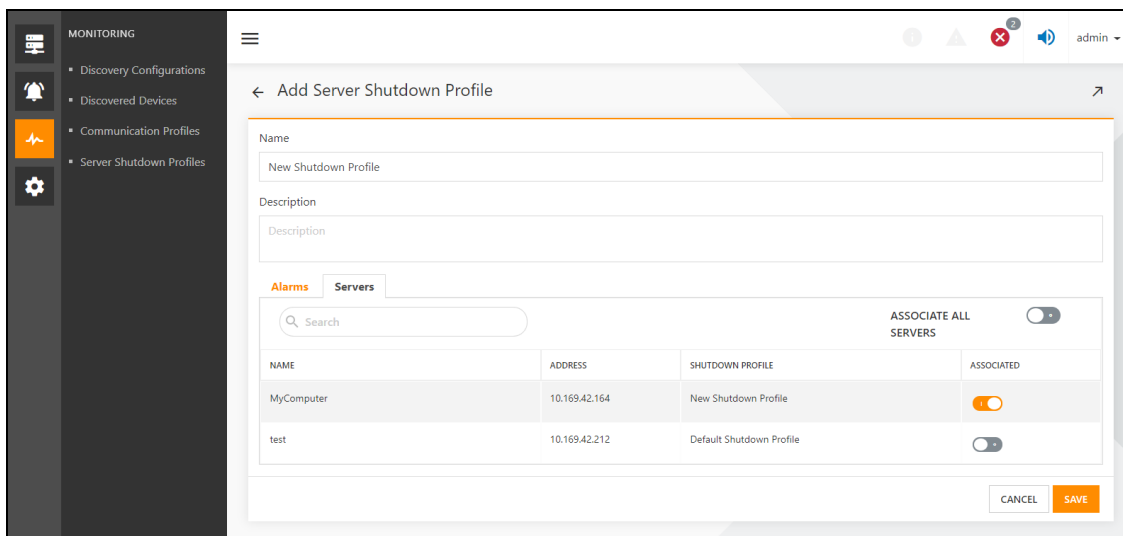 MONITORING
Discovery Configurations
Discovered Devices
Communication Profiles
Server Shutdown Profiles
2
admin
Add Server Shutdown Profile
Name
New Shutdown Profile
Description
Description
Alarms Servers
Search
ASSOCIATE ALL
SERVERS
NAME ADDRESS SHUTDOWN PROFILE ASSOCIATED
MyComputer 10.169.42.164 New Shutdown Profile
test 10.169.42.212 Default Shutdown Profile
CANCEL SAVE